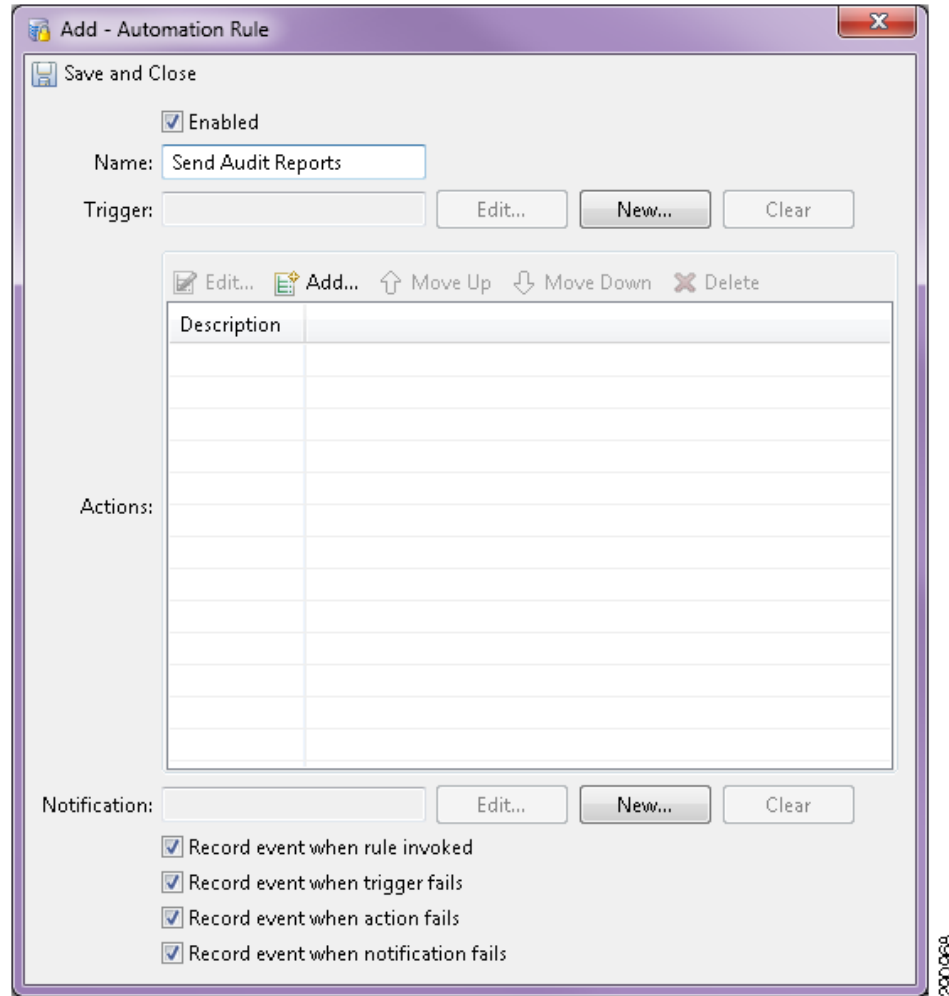 Add - Automation Rule
Save and Close
Enabled
Name: Send Audit Reports
Trigger: Edit... New... Clear
Edit... Add... Move Up Move Down Delete
Description
Actions:
Notification: Edit... New... Clear
Record event when rule invoked
Record event when trigger fails
Record event when action fails
Record event when notification fails
390968